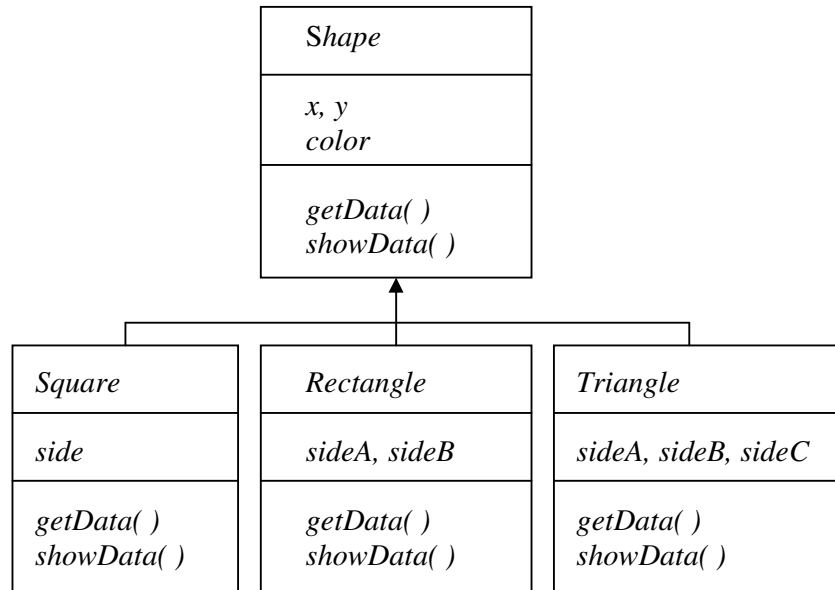 Shape
x, y
color
getData( )
showData( )
Square
side
getData( )
showData( )
Rectangle
sideA, sideB
getData( )
showData( )
Triangle
sideA, sideB, sideC
getData( )
showData( )